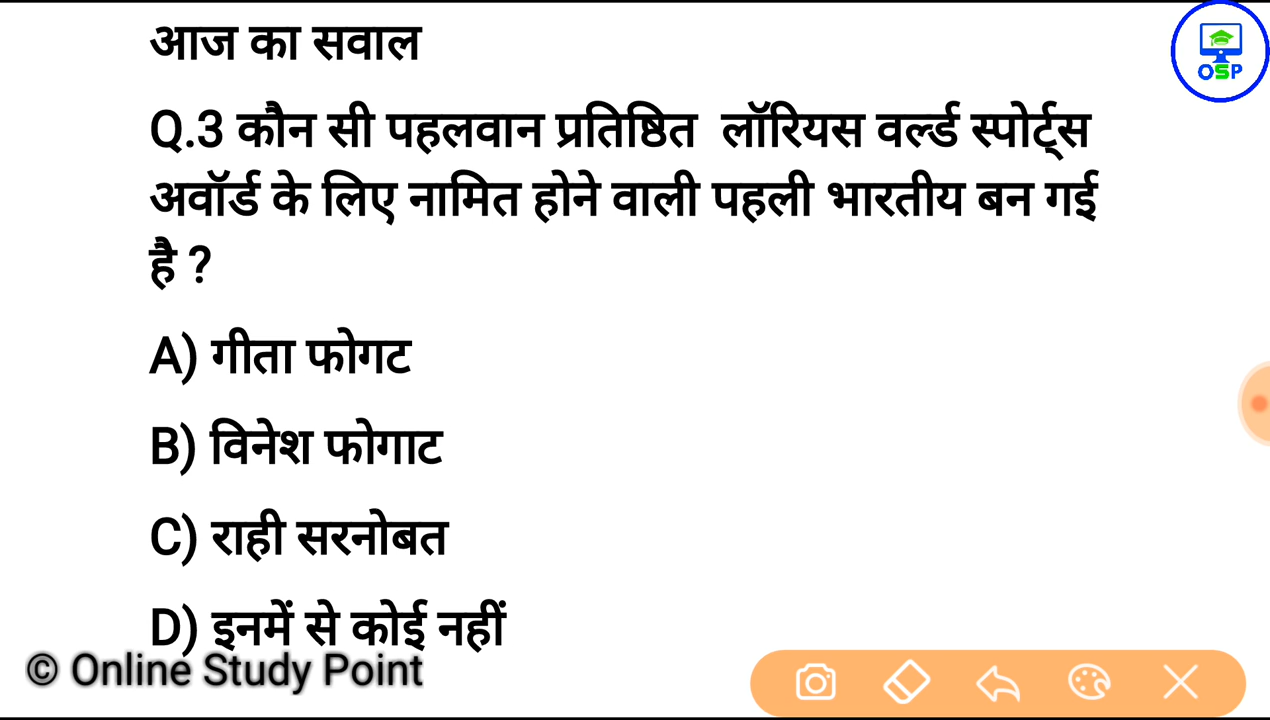 आज का सवाल
OSP
Q.3 कौन सी पहलवान प्रतिष्ठित लॉरियस वर्ल्ड स्पोर्ट्स
अवॉर्ड के लिए नामित होने वाली पहली भारतीय बन गई
है ?
A) गीता फोगट
B) विनेश फोगाट
C) राही सरनोबत
D) इनमें से कोई नहीं
© Online Study Point